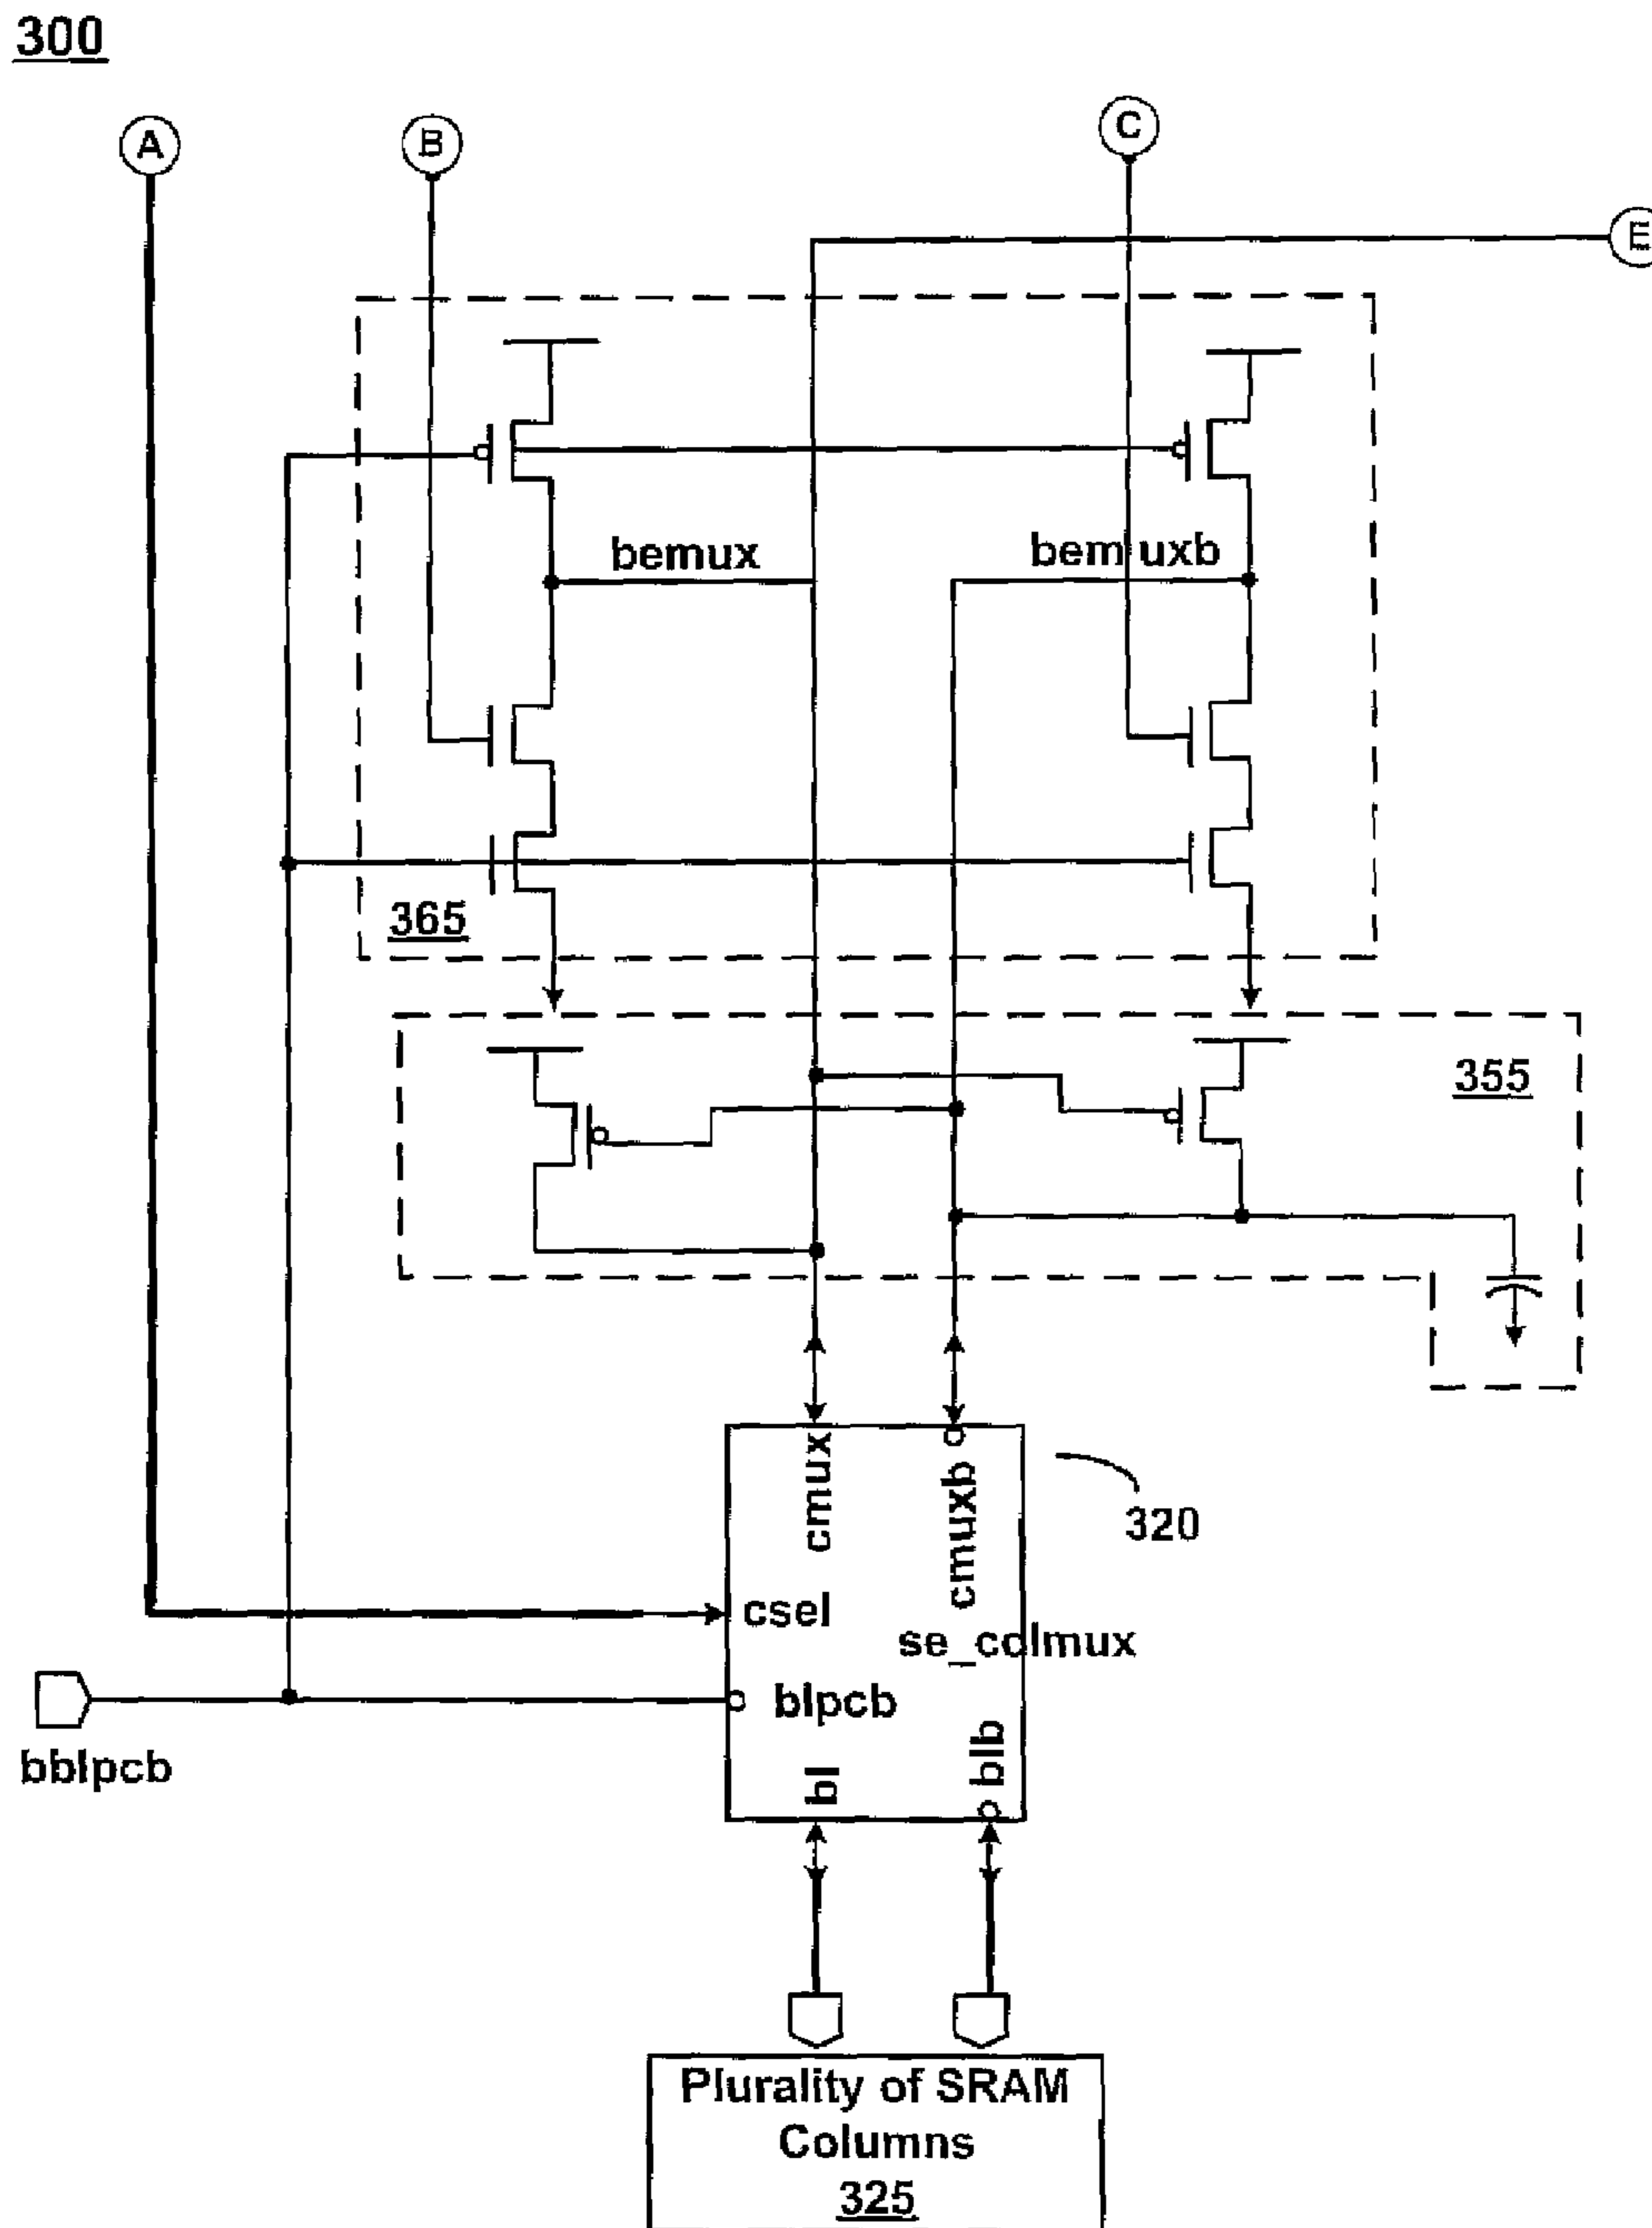 300
A
B
C
E
bemux
bemuxb
365
355
cmux
cmuxb
320
csel
se_colmux
blpcb
bblpcb
bl
blb
Plurality of SRAM
Columns
325